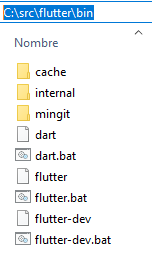 C:\src\flutter\bin
Nombre
cache
internal
mingit
dart
dart.bat
flutter
flutter.bat
flutter-dev
flutter-dev.bat